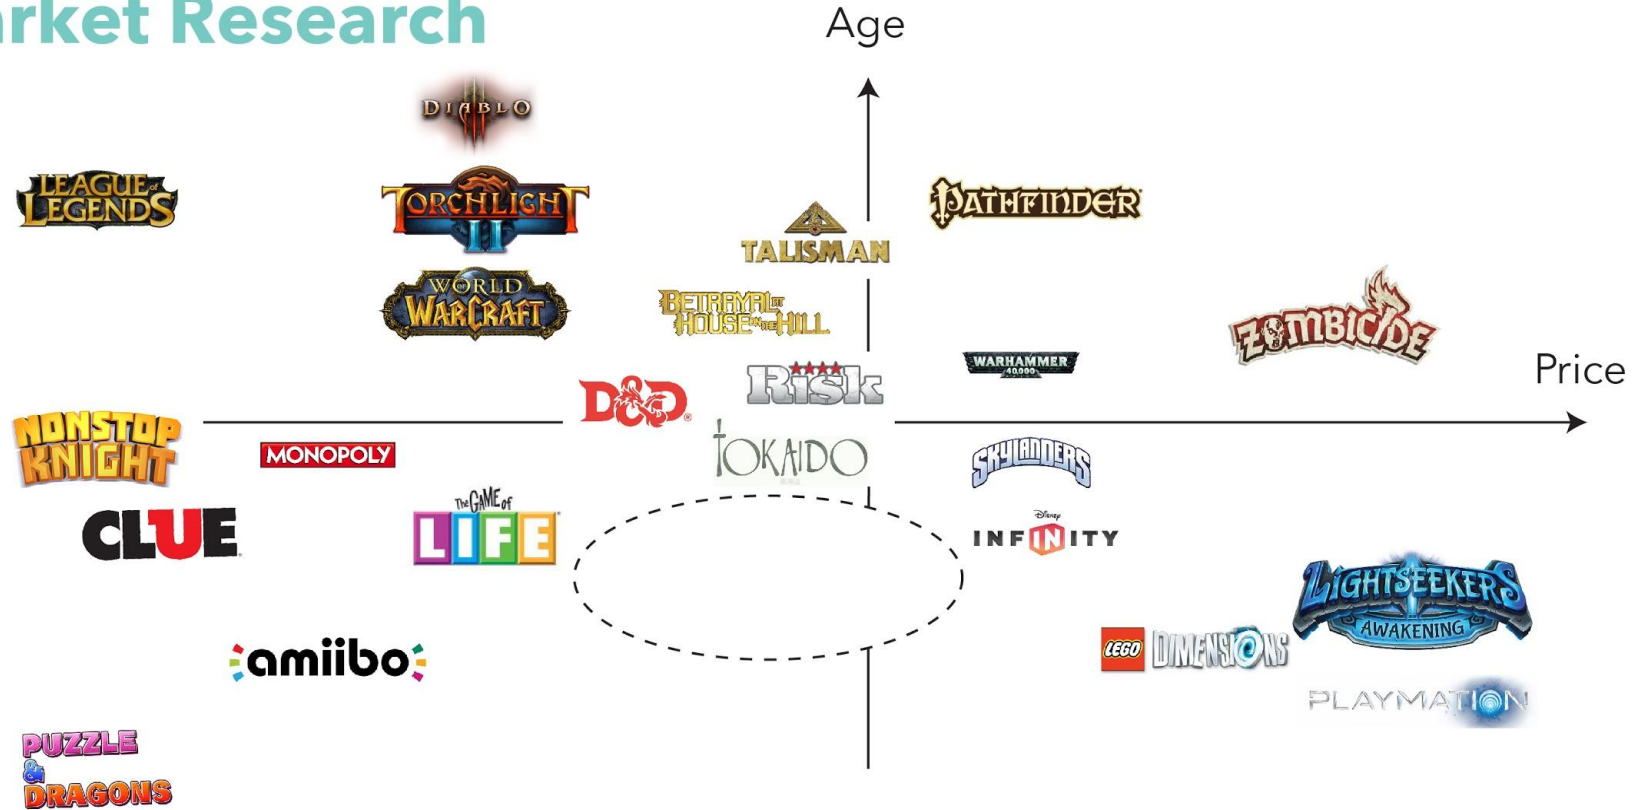 rket Research
Age
DIABLO
III
LEAGUE of
LEGENDS
TORCHLIGHT
II
PATHFINDER
TALISMAN
WORLD
OF
WARCRAFT
BETRAYAL AT
HOUSE ON THE HILL
ZOMBICIDE
WARHAMMER
40,000
Price
Risk
D&D
NONSTOP
KNIGHT
MONOPOLY
TOKAIDO
SKYLANDERS
The GAME of
LIFE
CLUE
Disney
INFINITY
LIGHTSEEKERS
AWAKENING
LEGO DIMENSIONS
amiibo
PLAYMATION
PUZZLE
&
DRAGONS